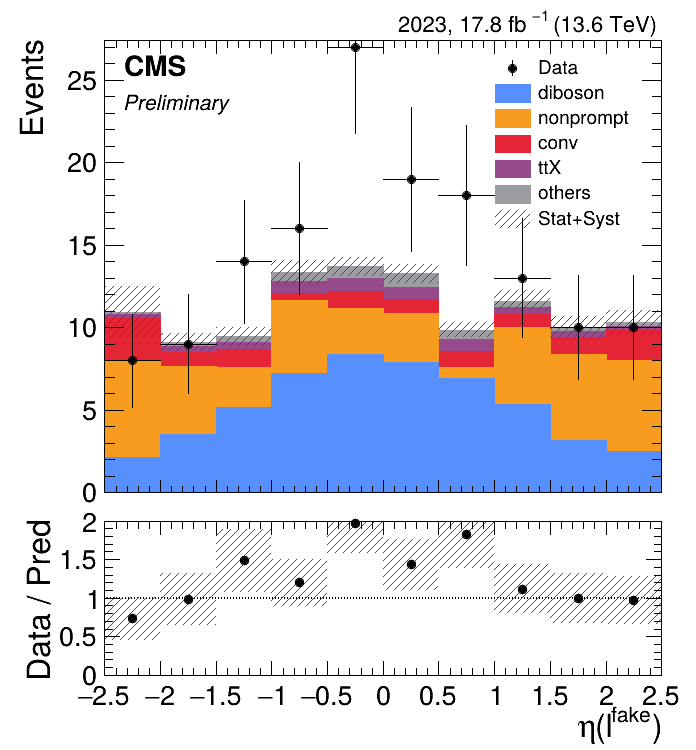 2023, 17.8 fb⁻¹ (13.6 TeV)
CMS
Preliminary
Events
25
20
15
10
5
0
Data
diboson
nonprompt
conv
ttX
others
Stat+Syst
Data / Pred
2
1.5
1
0.5
0
−2.5 −2 −1.5 −1 −0.5 0 0.5 1 1.5 2 2.5
η(l^fake)